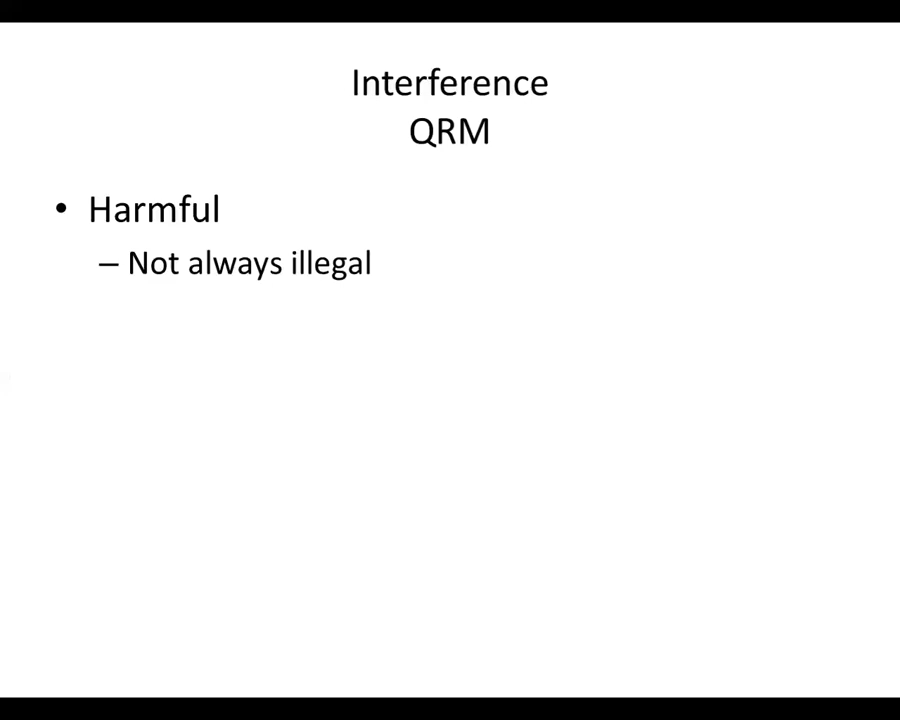 Interference
QRM
• Harmful
– Not always illegal